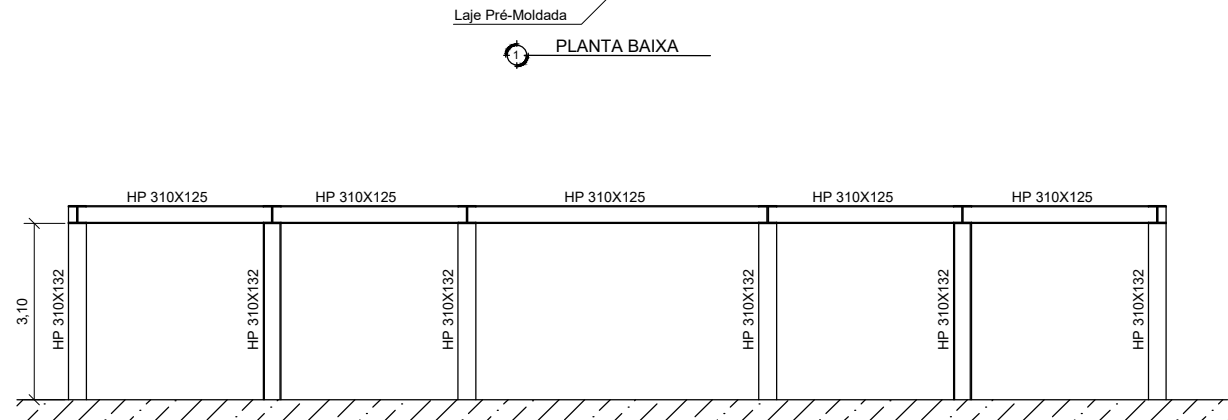 Laje Pré-Moldada
1 PLANTA BAIXA
HP 310X125 HP 310X125 HP 310X125 HP 310X125 HP 310X125
3,10
HP 310X132 HP 310X132 HP 310X132 HP 310X132 HP 310X132 HP 310X132